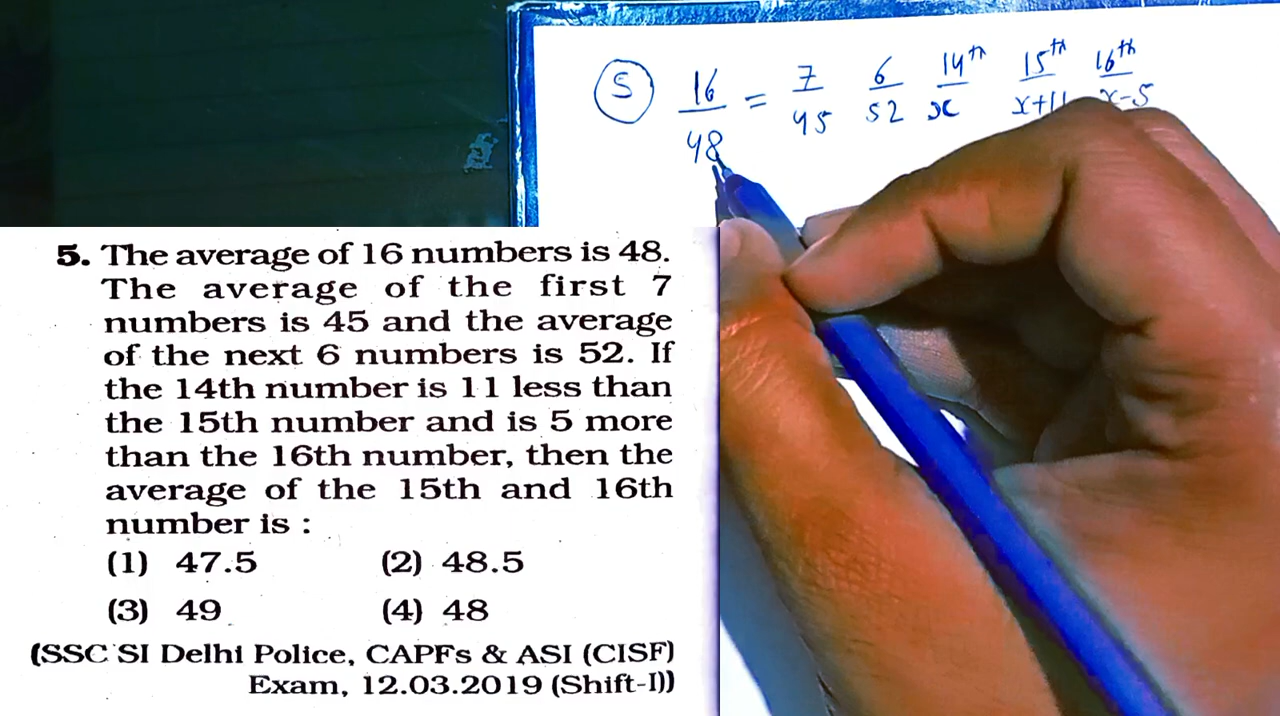 5 16/48 = 7/45 6/52 14th/x 15th/x+11 16th/x-5
5. The average of 16 numbers is 48.
The average of the first 7
numbers is 45 and the average
of the next 6 numbers is 52. If
the 14th number is 11 less than
the 15th number and is 5 more
than the 16th number, then the
average of the 15th and 16th
number is :
(1) 47.5 (2) 48.5
(3) 49 (4) 48
(SSC SI Delhi Police, CAPFs & ASI (CISF)
Exam, 12.03.2019 (Shift-I))